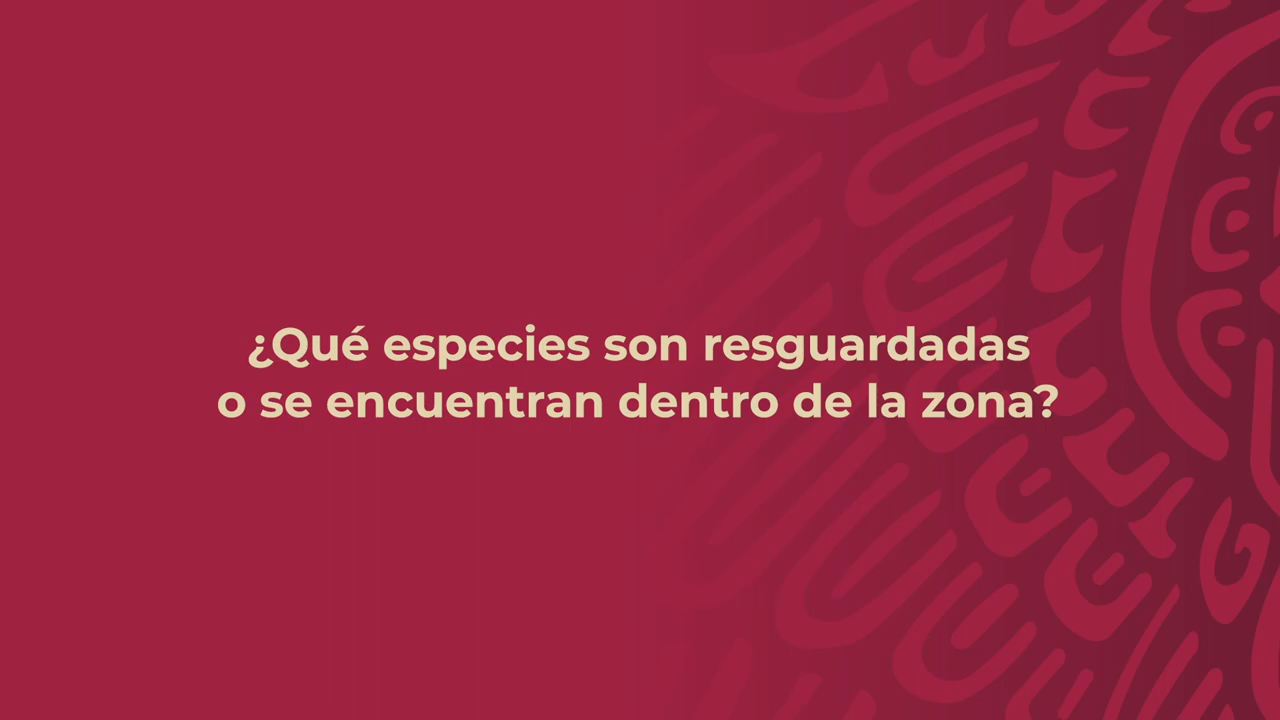 ¿Qué especies son resguardadas
o se encuentran dentro de la zona?